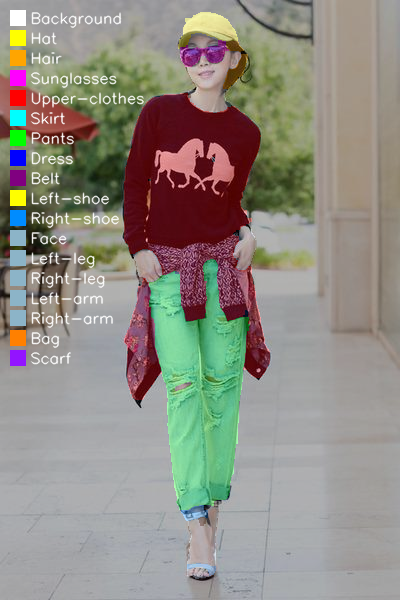 Background
Hat
Hair
Sunglasses
Upper-clothes
Skirt
Pants
Dress
Belt
Left-shoe
Right-shoe
Face
Left-leg
Right-leg
Left-arm
Right-arm
Bag
Scarf